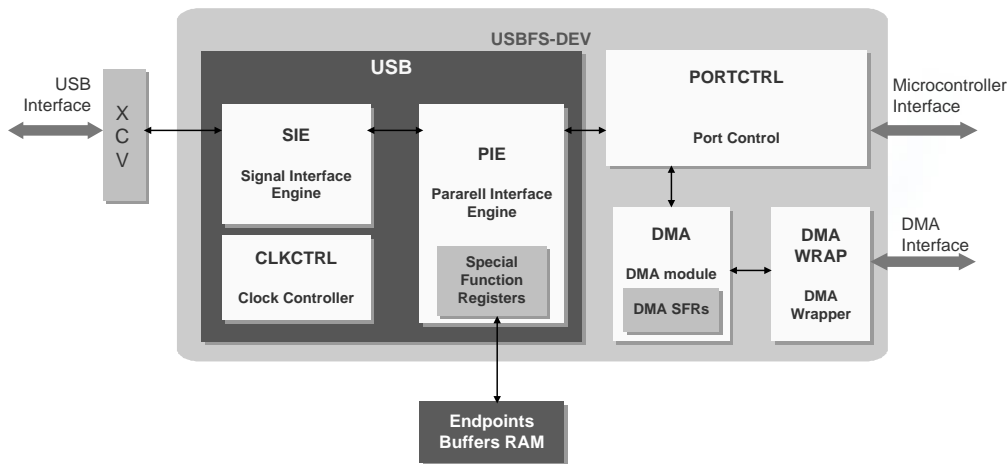 USBFS-DEV
USB
USB
Interface
X
C
V
SIE
Signal Interface
Engine
CLKCTRL
Clock Controller
PIE
Pararell Interface
Engine
Special
Function
Registers
PORTCTRL
Port Control
Microcontroller
Interface
DMA
DMA module
DMA SFRs
DMA
WRAP
DMA
Wrapper
DMA
Interface
Endpoints
Buffers RAM